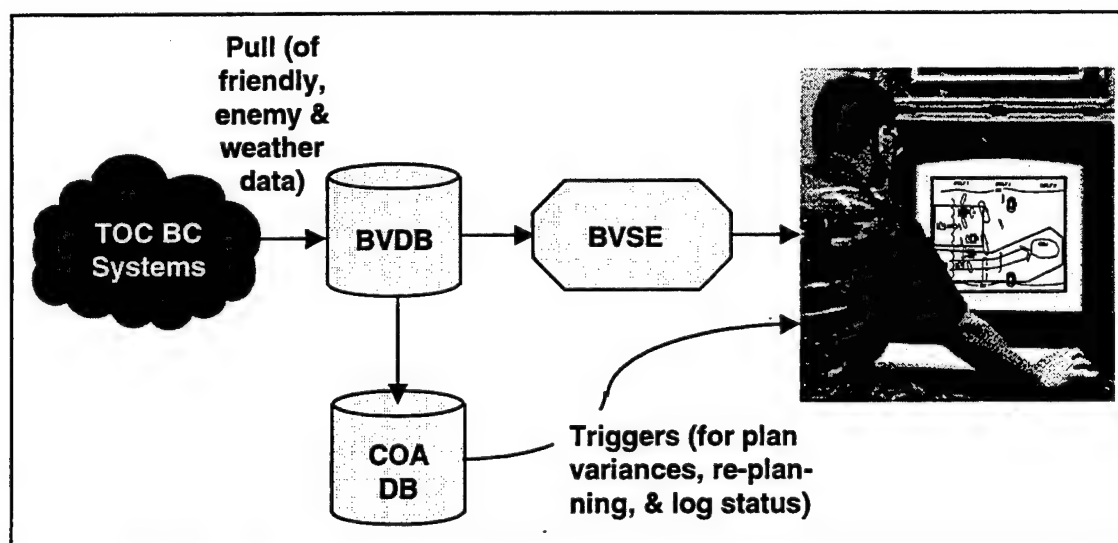 Pull (of
friendly,
enemy &
weather
data)
TOC BC
Systems
BVDB
BVSE
COA
DB
Triggers (for plan
variances, re-plan-
ning, & log status)